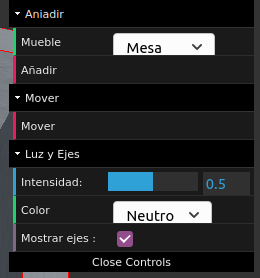 Aniadir
Mueble Mesa
Añadir
Mover
Mover
Luz y Ejes
Intensidad: 0.5
Color Neutro
Mostrar ejes :
Close Controls